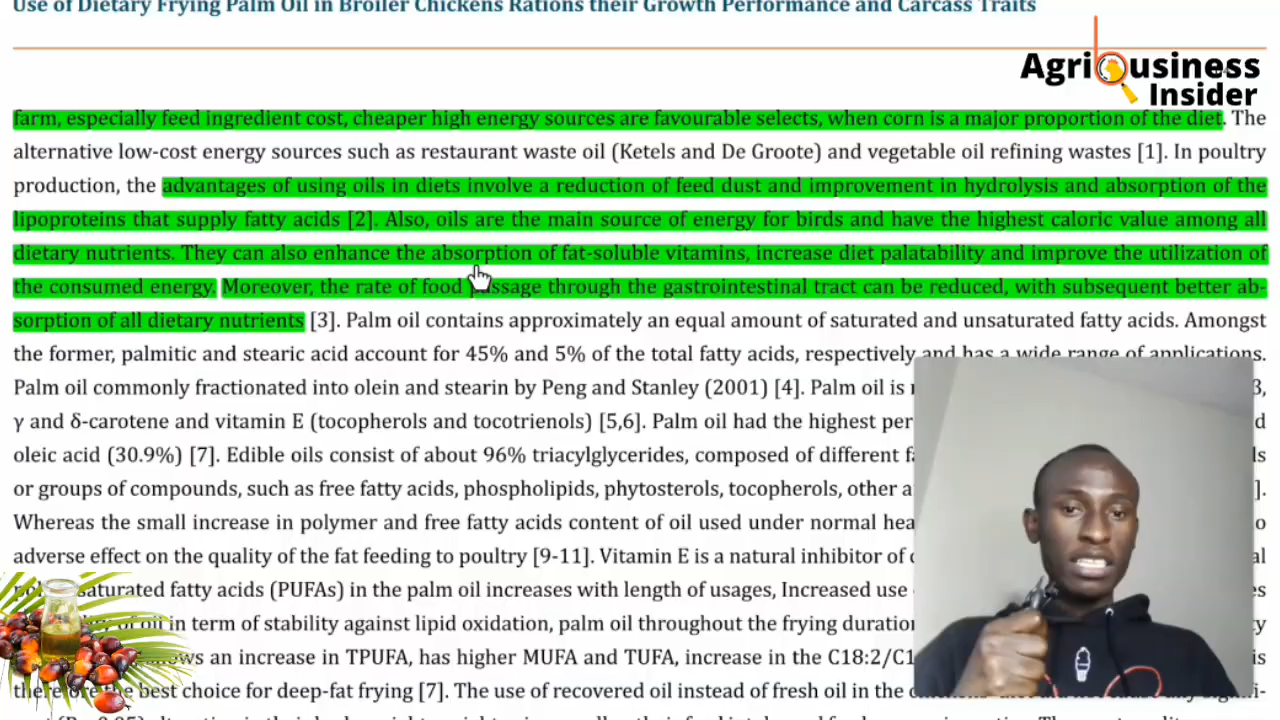 Use of Dietary Frying Palm Oil in Broiler Chickens Rations their Growth Performance and Carcass Traits
Agribusiness
Insider
farm, especially feed ingredient cost, cheaper high energy sources are favourable selects, when corn is a major proportion of the diet. The
alternative low-cost energy sources such as restaurant waste oil (Ketels and De Groote) and vegetable oil refining wastes [1]. In poultry
production, the advantages of using oils in diets involve a reduction of feed dust and improvement in hydrolysis and absorption of the
lipoproteins that supply fatty acids [2]. Also, oils are the main source of energy for birds and have the highest caloric value among all
dietary nutrients. They can also enhance the absorption of fat-soluble vitamins, increase diet palatability and improve the utilization of
the consumed energy. Moreover, the rate of food passage through the gastrointestinal tract can be reduced, with subsequent better ab-
sorption of all dietary nutrients [3]. Palm oil contains approximately an equal amount of saturated and unsaturated fatty acids. Amongst
the former, palmitic and stearic acid account for 45% and 5% of the total fatty acids, respectively and has a wide range of applications.
Palm oil commonly fractionated into olein and stearin by Peng and Stanley (2001) [4]. Palm oil is
γ and δ-carotene and vitamin E (tocopherols and tocotrienols) [5,6]. Palm oil had the highest per
oleic acid (30.9%) [7]. Edible oils consist of about 96% triacylglycerides, composed of different
or groups of compounds, such as free fatty acids, phospholipids, phytosterols, tocopherols, other
Whereas the small increase in polymer and free fatty acids content of oil used under normal
adverse effect on the quality of the fat feeding to poultry [9-11]. Vitamin E is a natural inhibitor of
saturated fatty acids (PUFAs) in the palm oil increases with length of usages, Increased use
of oil in term of stability against lipid oxidation, palm oil throughout the frying
an increase in TPUFA, has higher MUFA and TUFA, increase in the C18:2/C1 is
the best choice for deep-fat frying [7]. The use of recovered oil instead of fresh oil in the